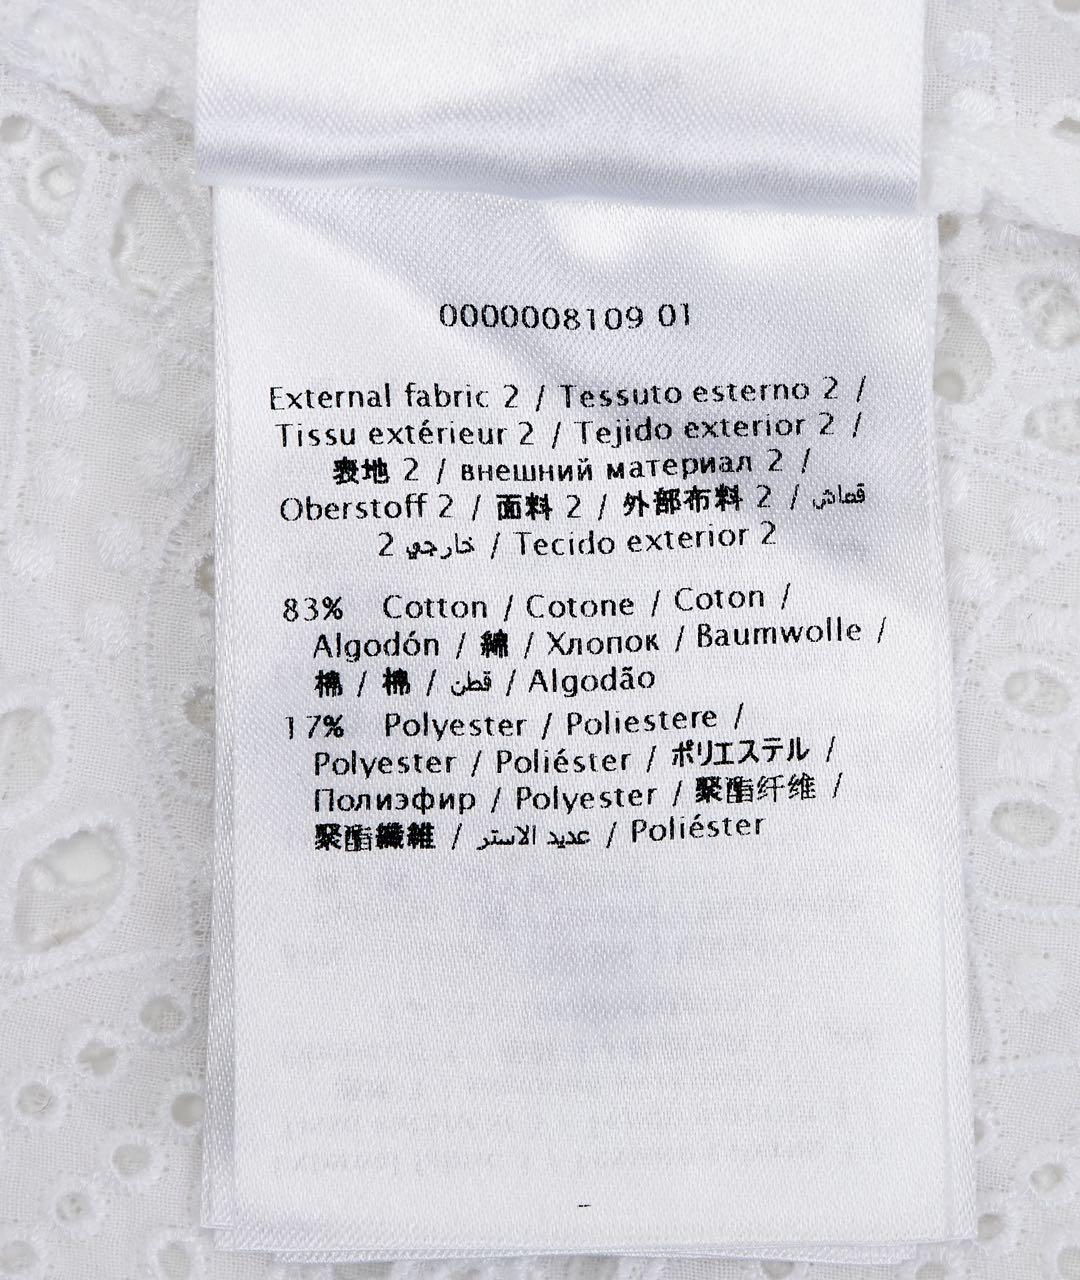 0000008109 01
External fabric 2 / Tessuto esterno 2 /
Tissu extérieur 2 / Tejido exterior 2 /
表地 2 / внешний материал 2 /
Oberstoff 2 / 面料 2 / 外部布料 2 / قماش
خارجي 2 / Tecido exterior 2
83% Cotton / Cotone / Coton /
Algodón / 綿 / Хлопок / Baumwolle /
棉 / 棉 / قطن / Algodão
17% Polyester / Poliestere /
Polyester / Poliéster / ポリエステル /
Полиэфир / Polyester / 聚酯纤维 /
聚酯纖維 / عديد الاستر / Poliéster